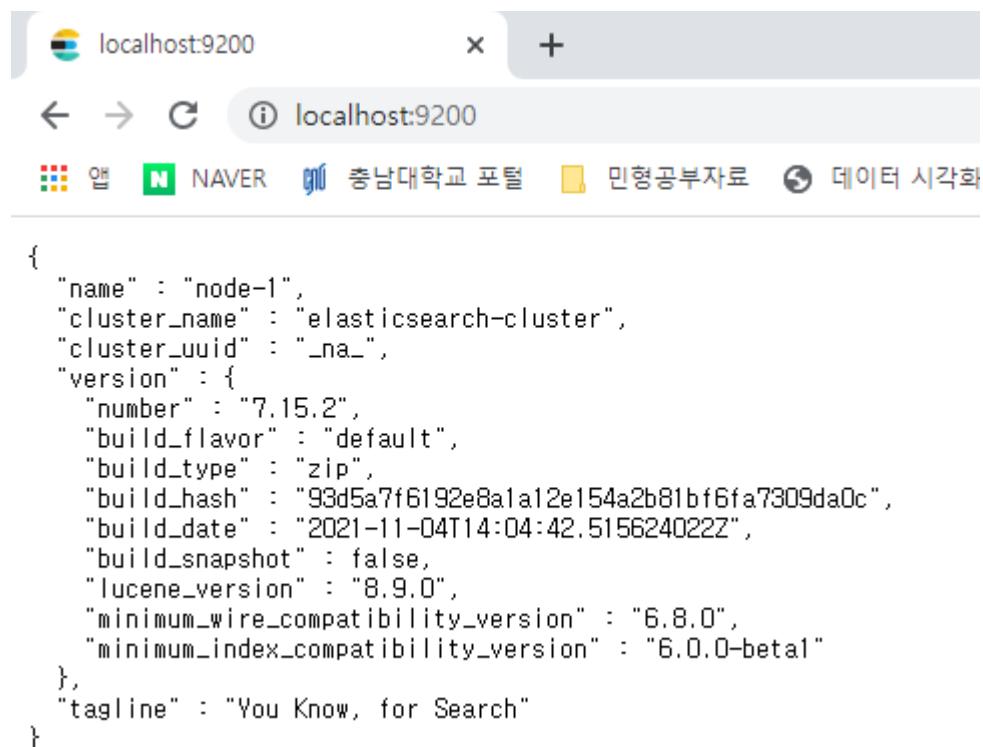 localhost:9200
localhost:9200
앱 NAVER 충남대학교 포털 민형공부자료 데이터 시각화
{
"name" : "node-1",
"cluster_name" : "elasticsearch-cluster",
"cluster_uuid" : "_na_",
"version" : {
"number" : "7.15.2",
"build_flavor" : "default",
"build_type" : "zip",
"build_hash" : "93d5a7f6192e8a1a12e154a2b81bf6fa7309da0c",
"build_date" : "2021-11-04T14:04:42.515624022Z",
"build_snapshot" : false,
"lucene_version" : "8.9.0",
"minimum_wire_compatibility_version" : "6.8.0",
"minimum_index_compatibility_version" : "6.0.0-beta1"
},
"tagline" : "You Know, for Search"
}